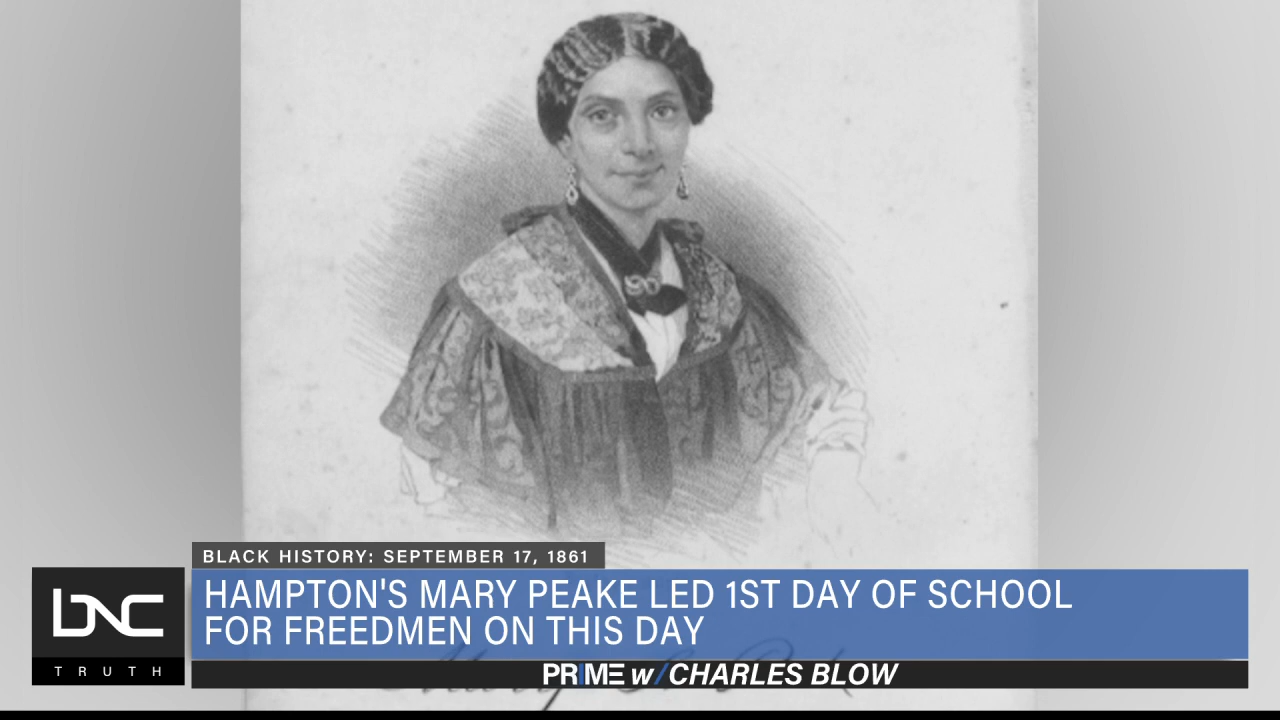 BLACK HISTORY: SEPTEMBER 17, 1861
HAMPTON'S MARY PEAKE LED 1ST DAY OF SCHOOL
FOR FREEDMEN ON THIS DAY
BNC
TRUTH
PRIME w/CHARLES BLOW